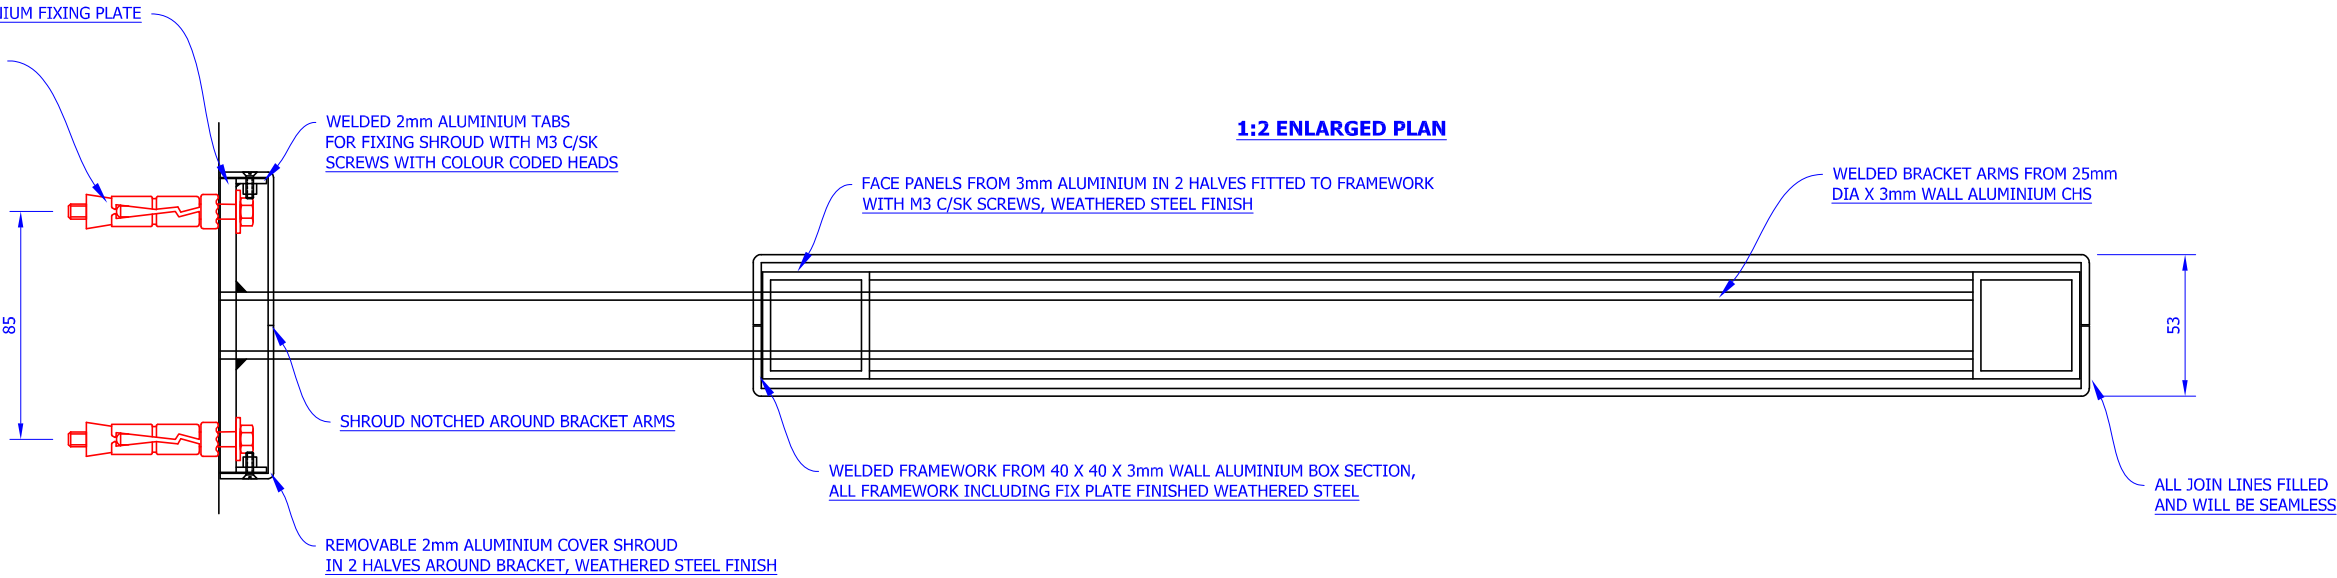 NIUM FIXING PLATE
WELDED 2mm ALUMINIUM TABS
FOR FIXING SHROUD WITH M3 C/SK
SCREWS WITH COLOUR CODED HEADS
1:2 ENLARGED PLAN
FACE PANELS FROM 3mm ALUMINIUM IN 2 HALVES FITTED TO FRAMEWORK
WITH M3 C/SK SCREWS, WEATHERED STEEL FINISH
WELDED BRACKET ARMS FROM 25mm
DIA X 3mm WALL ALUMINIUM CHS
85
53
SHROUD NOTCHED AROUND BRACKET ARMS
WELDED FRAMEWORK FROM 40 X 40 X 3mm WALL ALUMINIUM BOX SECTION,
ALL FRAMEWORK INCLUDING FIX PLATE FINISHED WEATHERED STEEL
ALL JOIN LINES FILLED
AND WILL BE SEAMLESS
REMOVABLE 2mm ALUMINIUM COVER SHROUD
IN 2 HALVES AROUND BRACKET, WEATHERED STEEL FINISH